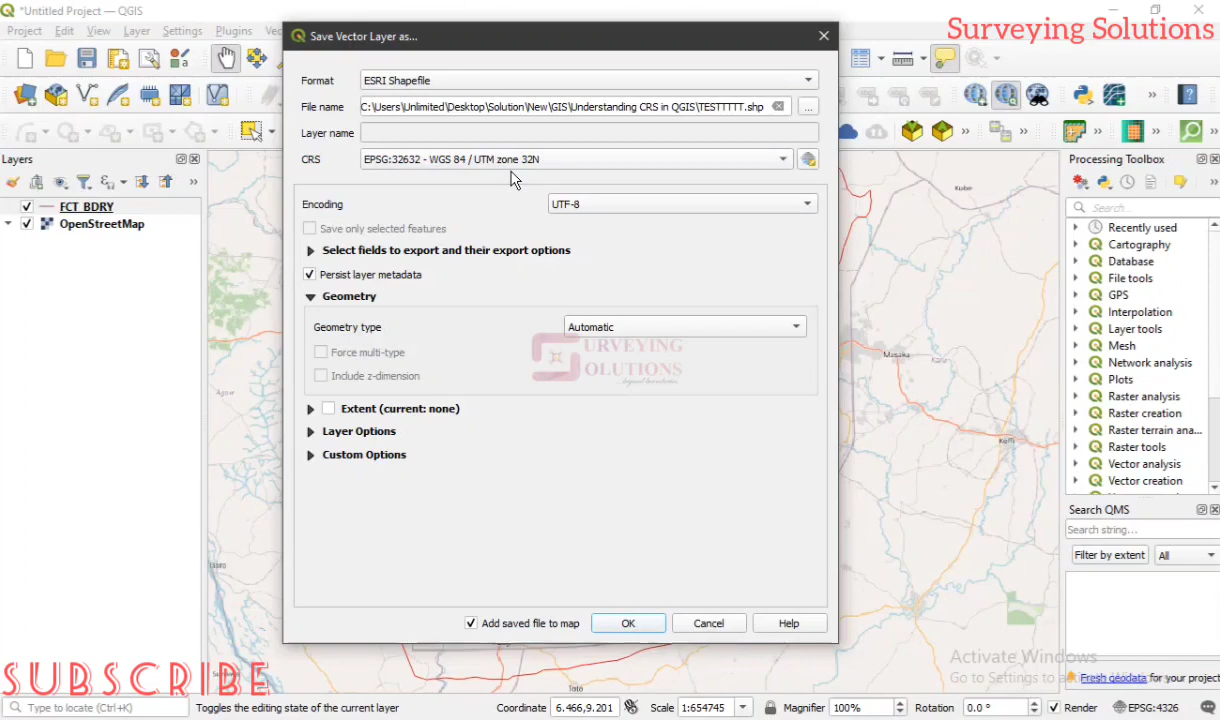 *Untitled Project — QGIS
Surveying Solutions
Project Edit View Layer Settings Plugins
Save Vector Layer as...
Format ESRI Shapefile
File name C:\Users\Unlimited\Desktop\Solution\New\GIS\Understanding CRS in QGIS\TESTTTTT.shp
Layer name
CRS EPSG:32632 - WGS 84 / UTM zone 32N
Encoding UTF-8
Save only selected features
Select fields to export and their export options
Persist layer metadata
Geometry
Geometry type Automatic
Force multi-type
Include z-dimension
SURVEYING
SOLUTIONS
Extent (current: none)
Layer Options
Custom Options
Add saved file to map OK Cancel Help
Layers
FCT_BDRY
OpenStreetMap
Processing Toolbox
Search...
Recently used
Cartography
Database
File tools
GPS
Interpolation
Layer tools
Mesh
Network analysis
Plots
Raster analysis
Raster creation
Raster terrain ana...
Raster tools
Vector analysis
Vector creation
Search QMS
Search string...
Filter by extent All
Masaka
Keffi
Toto
Activate Windows
Go to Settings to a
Fresh geodata for your project
SUBSCRIBE
Type to locate (Ctrl+K) Toggles the editing state of the current layer Coordinate 6.466,9.201 Scale 1:654745 Magnifier 100% Rotation 0.0 ° Render EPSG:4326